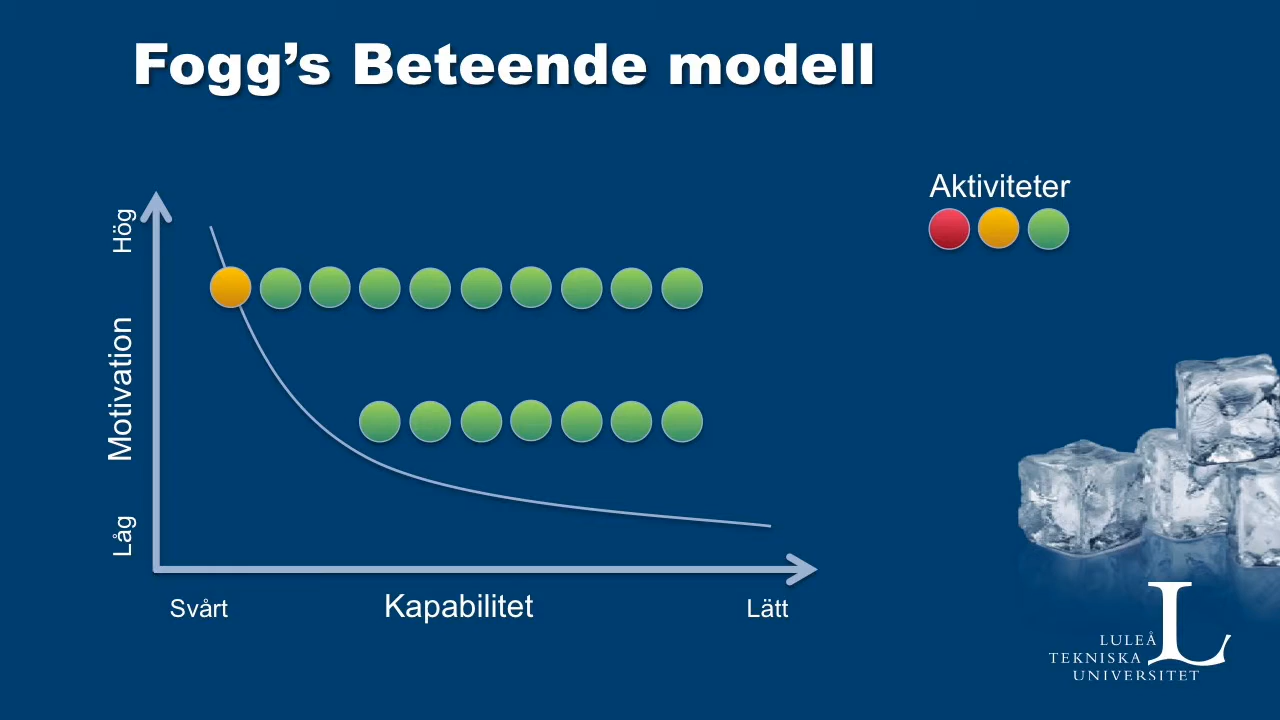 Fogg’s Beteende modell
Aktiviteter
Hög
Motivation
Låg
Svårt
Kapabilitet
Lätt
L
LULEÅ
TEKNISKA
UNIVERSITET